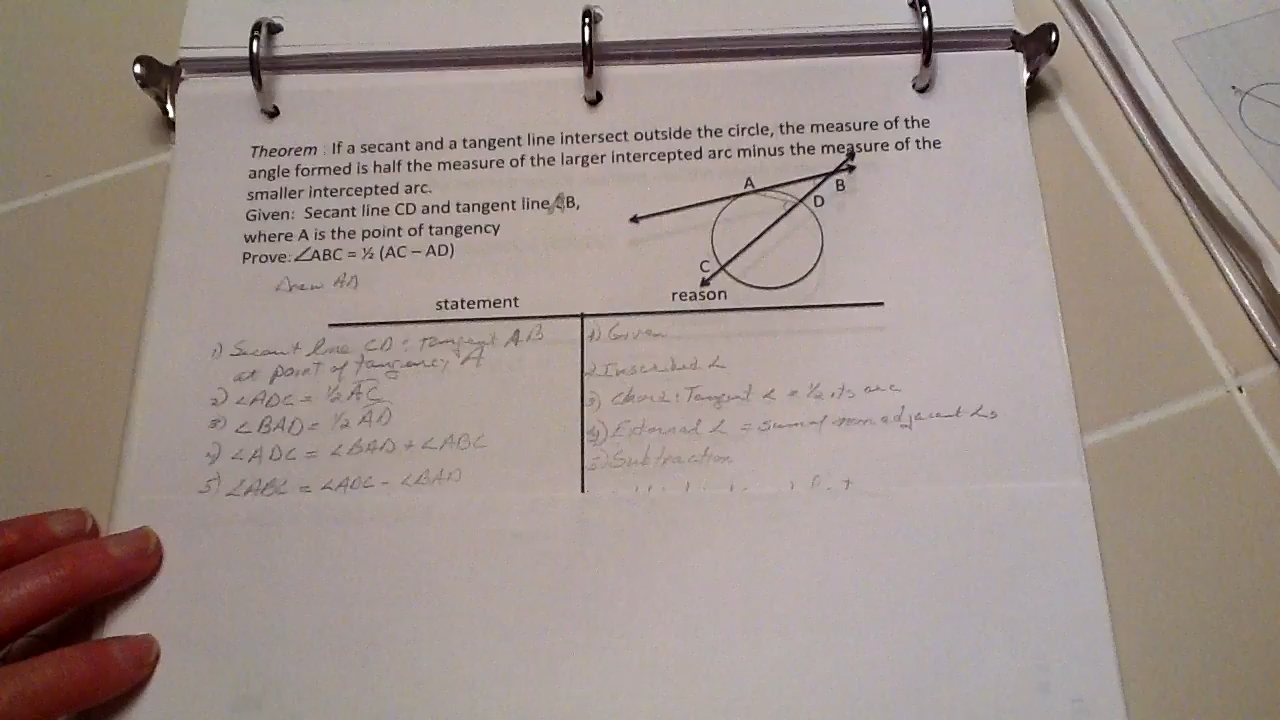 Theorem : If a secant and a tangent line intersect outside the circle, the measure of the
angle formed is half the measure of the larger intercepted arc minus the measure of the
smaller intercepted arc.
Given: Secant line CD and tangent line AB,
where A is the point of tangency
Prove: ∠ABC = ½ (AC – AD)
Draw AD
A
B
D
C
statement
reason
1) Secant line CD : tangent AB
at point of tangency A
2) ∠ADC = ½ AC
3) ∠BAD = ½ AD
4) ∠ADC = ∠BAD + ∠ABC
5) ∠ABC = ∠ADC - ∠BAD
1) Given
2) Inscribed ∠
3) Chord : Tangent ∠ = ½ its arc
4) External ∠ = sum of non adjacent ∠s
5) Subtraction